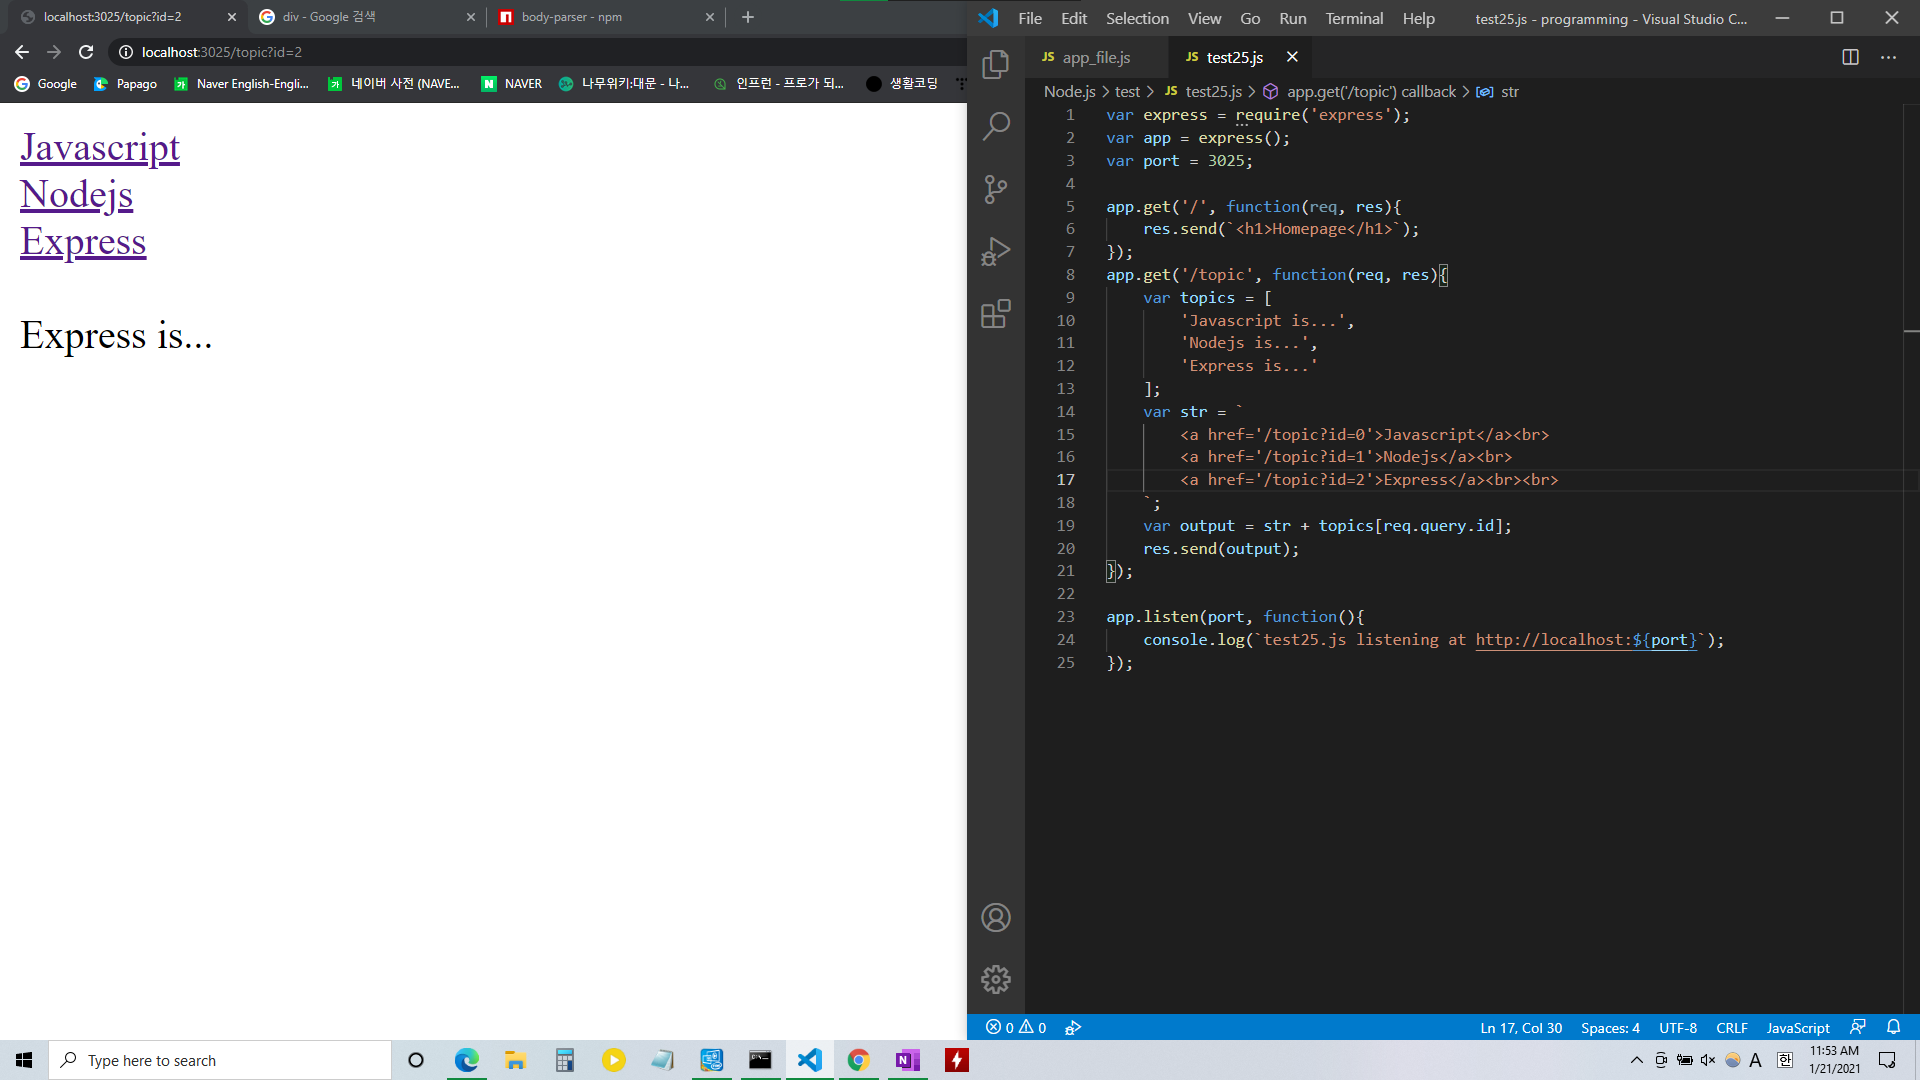 localhost:3025/topic?id=2
div - Google 검색
body-parser - npm
localhost:3025/topic?id=2
Google
Papago
Naver English-Engli...
네이버 사전 (NAVE...
NAVER
나무위키:대문 - 나...
인프런 - 프로가 되...
생활코딩
Javascript
Nodejs
Express
Express is...
File Edit Selection View Go Run Terminal Help
test25.js - programming - Visual Studio C...
JS app_file.js
JS test25.js
Node.js > test > JS test25.js > app.get('/topic') callback > str
1 var express = require('express');
2 var app = express();
3 var port = 3025;
4
5 app.get('/', function(req, res){
6     res.send(`<h1>Homepage</h1>`);
7 });
8 app.get('/topic', function(req, res){
9     var topics = [
10         'Javascript is...',
11         'Nodejs is...',
12         'Express is...'
13     ];
14     var str = `
15         <a href='/topic?id=0'>Javascript</a><br>
16         <a href='/topic?id=1'>Nodejs</a><br>
17         <a href='/topic?id=2'>Express</a><br><br>
18     `;
19     var output = str + topics[req.query.id];
20     res.send(output);
21 });
22
23 app.listen(port, function(){
24     console.log(`test25.js listening at http://localhost:${port}`);
25 });
0 0
Ln 17, Col 30
Spaces: 4
UTF-8
CRLF
JavaScript
Type here to search
A
한
11:53 AM
1/21/2021